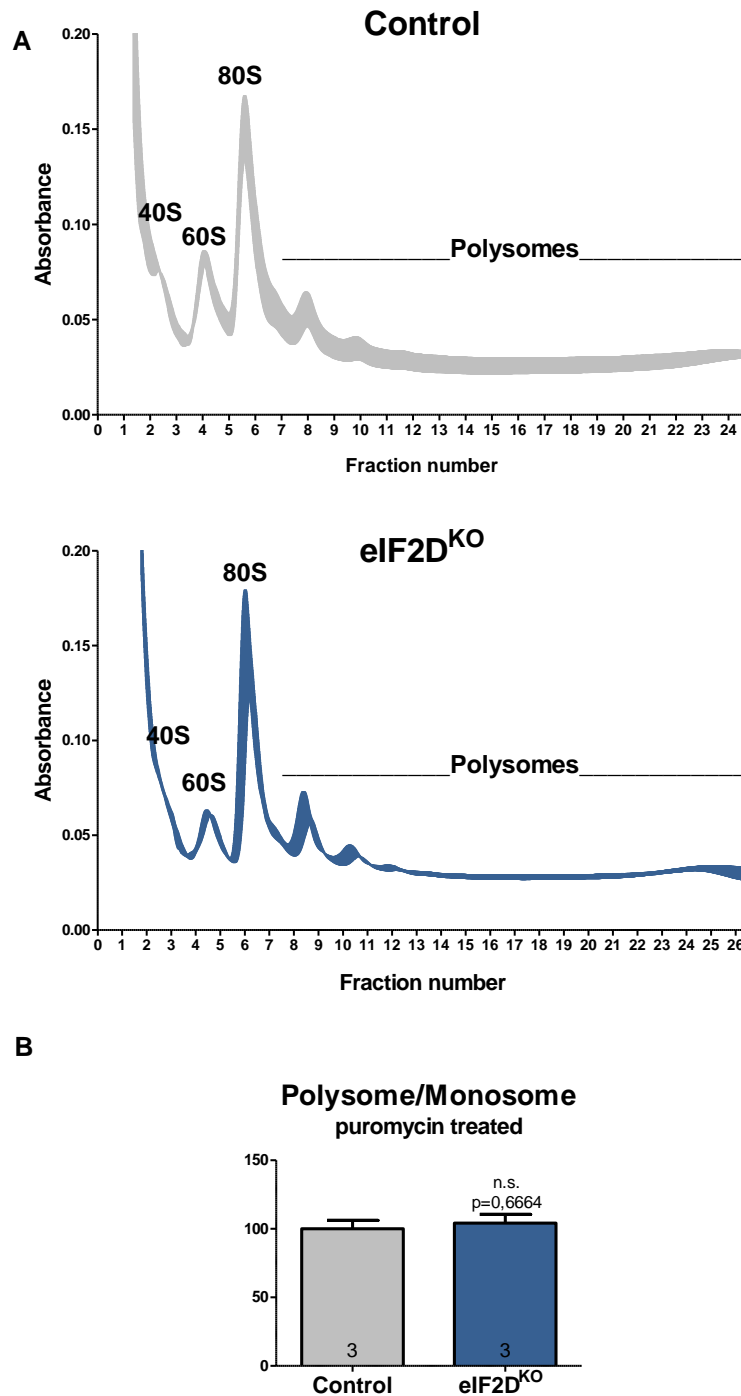 A
Control
0.20
0.15
0.10
0.05
0.00
Absorbance
40S
60S
80S
Polysomes
0 1 2 3 4 5 6 7 8 9 10 11 12 13 14 15 16 17 18 19 20 21 22 23 24
Fraction number
eIF2D^KO
0.20
0.15
0.10
0.05
0.00
Absorbance
40S
60S
80S
Polysomes
0 1 2 3 4 5 6 7 8 9 10 11 12 13 14 15 16 17 18 19 20 21 22 23 24 25 26
Fraction number
B
Polysome/Monosome
puromycin treated
150
100
50
0
n.s.
p=0,6664
3 3
Control eIF2D^KO